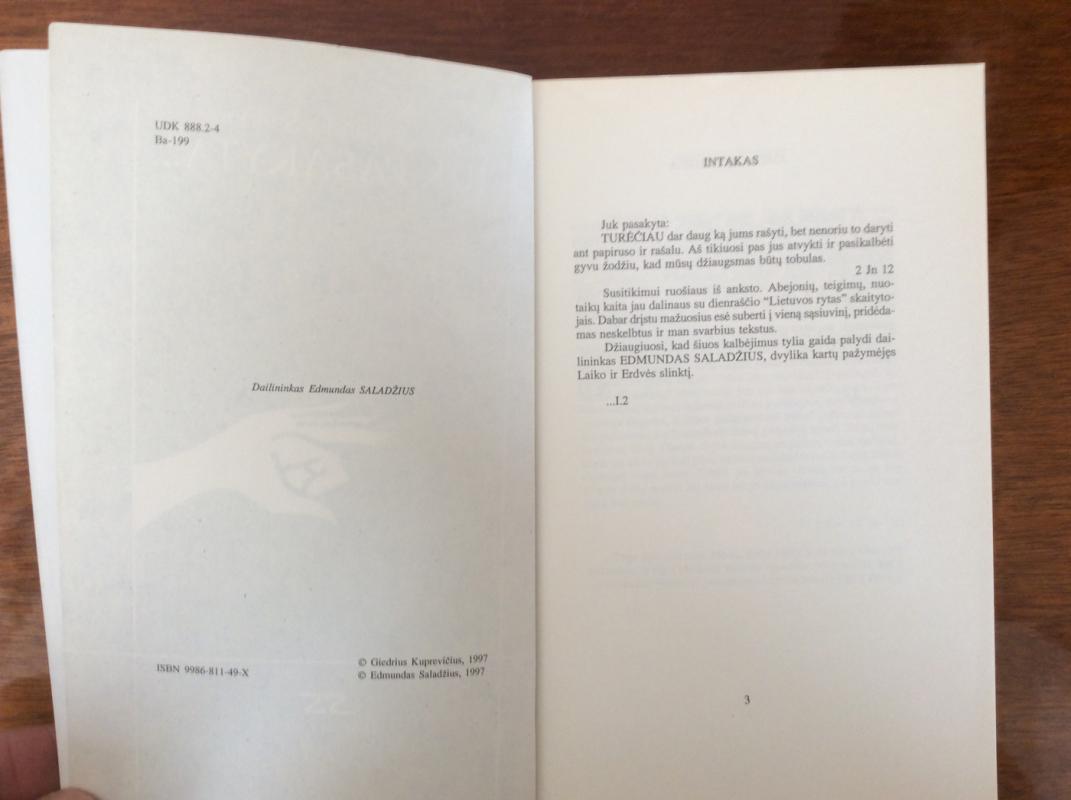 UDK 888.2-4
Ba-199
Dailininkas Edmundas SALADŽIUS
ISBN 9986-811-49-X
© Giedrius Kuprevičius, 1997
© Edmundas Saladžius, 1997
INTAKAS
Juk pasakyta:
TURĖČIAU dar daug ką jums rašyti, bet nenoriu to daryti
ant papiruso ir rašalu. Aš tikiuosi pas jus atvykti ir pasikalbėti
gyvu žodžiu, kad mūsų džiaugsmas būtų tobulas.
2 Jn 12
Susitikimui ruošiaus iš anksto. Abejonių, teigimų, nuo-
taikų kaita jau dalinaus su dienraščio “Lietuvos rytas” skaityto-
jais. Dabar drįstu mažuosius esė suberti į vieną sąsiuvinį, pridėda-
mas neskelbtus ir man svarbius tekstus.
Džiaugiuosi, kad šiuos kalbėjimus tylia gaida palydi dai-
lininkas EDMUNDAS SALADŽIUS, dvylika kartų pažymėjęs
Laiko ir Erdvės slinktį.
...I.2
3